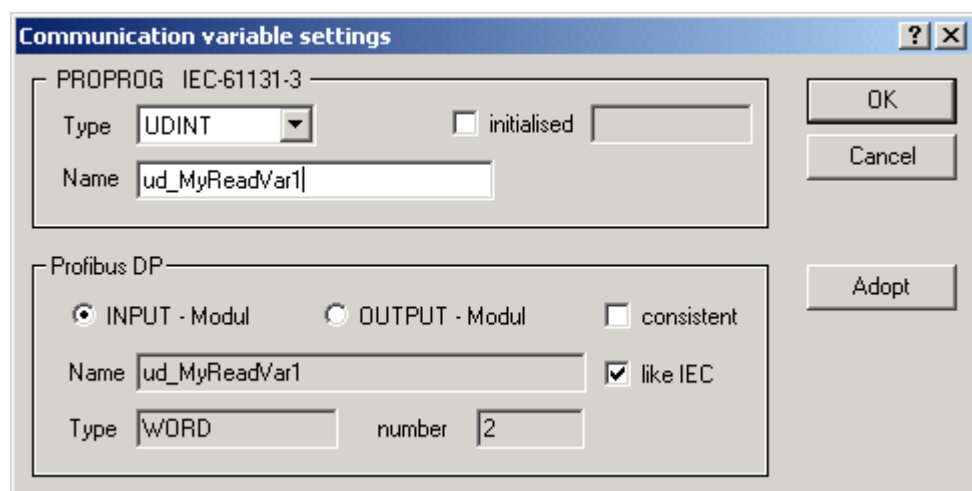 Communication variable settings
PROPROG IEC-61131-3
Type UDINT initialised
Name ud_MyReadVar1
OK
Cancel
Profibus DP
INPUT - Modul OUTPUT - Modul consistent
Name ud_MyReadVar1 like IEC
Type WORD number 2
Adopt